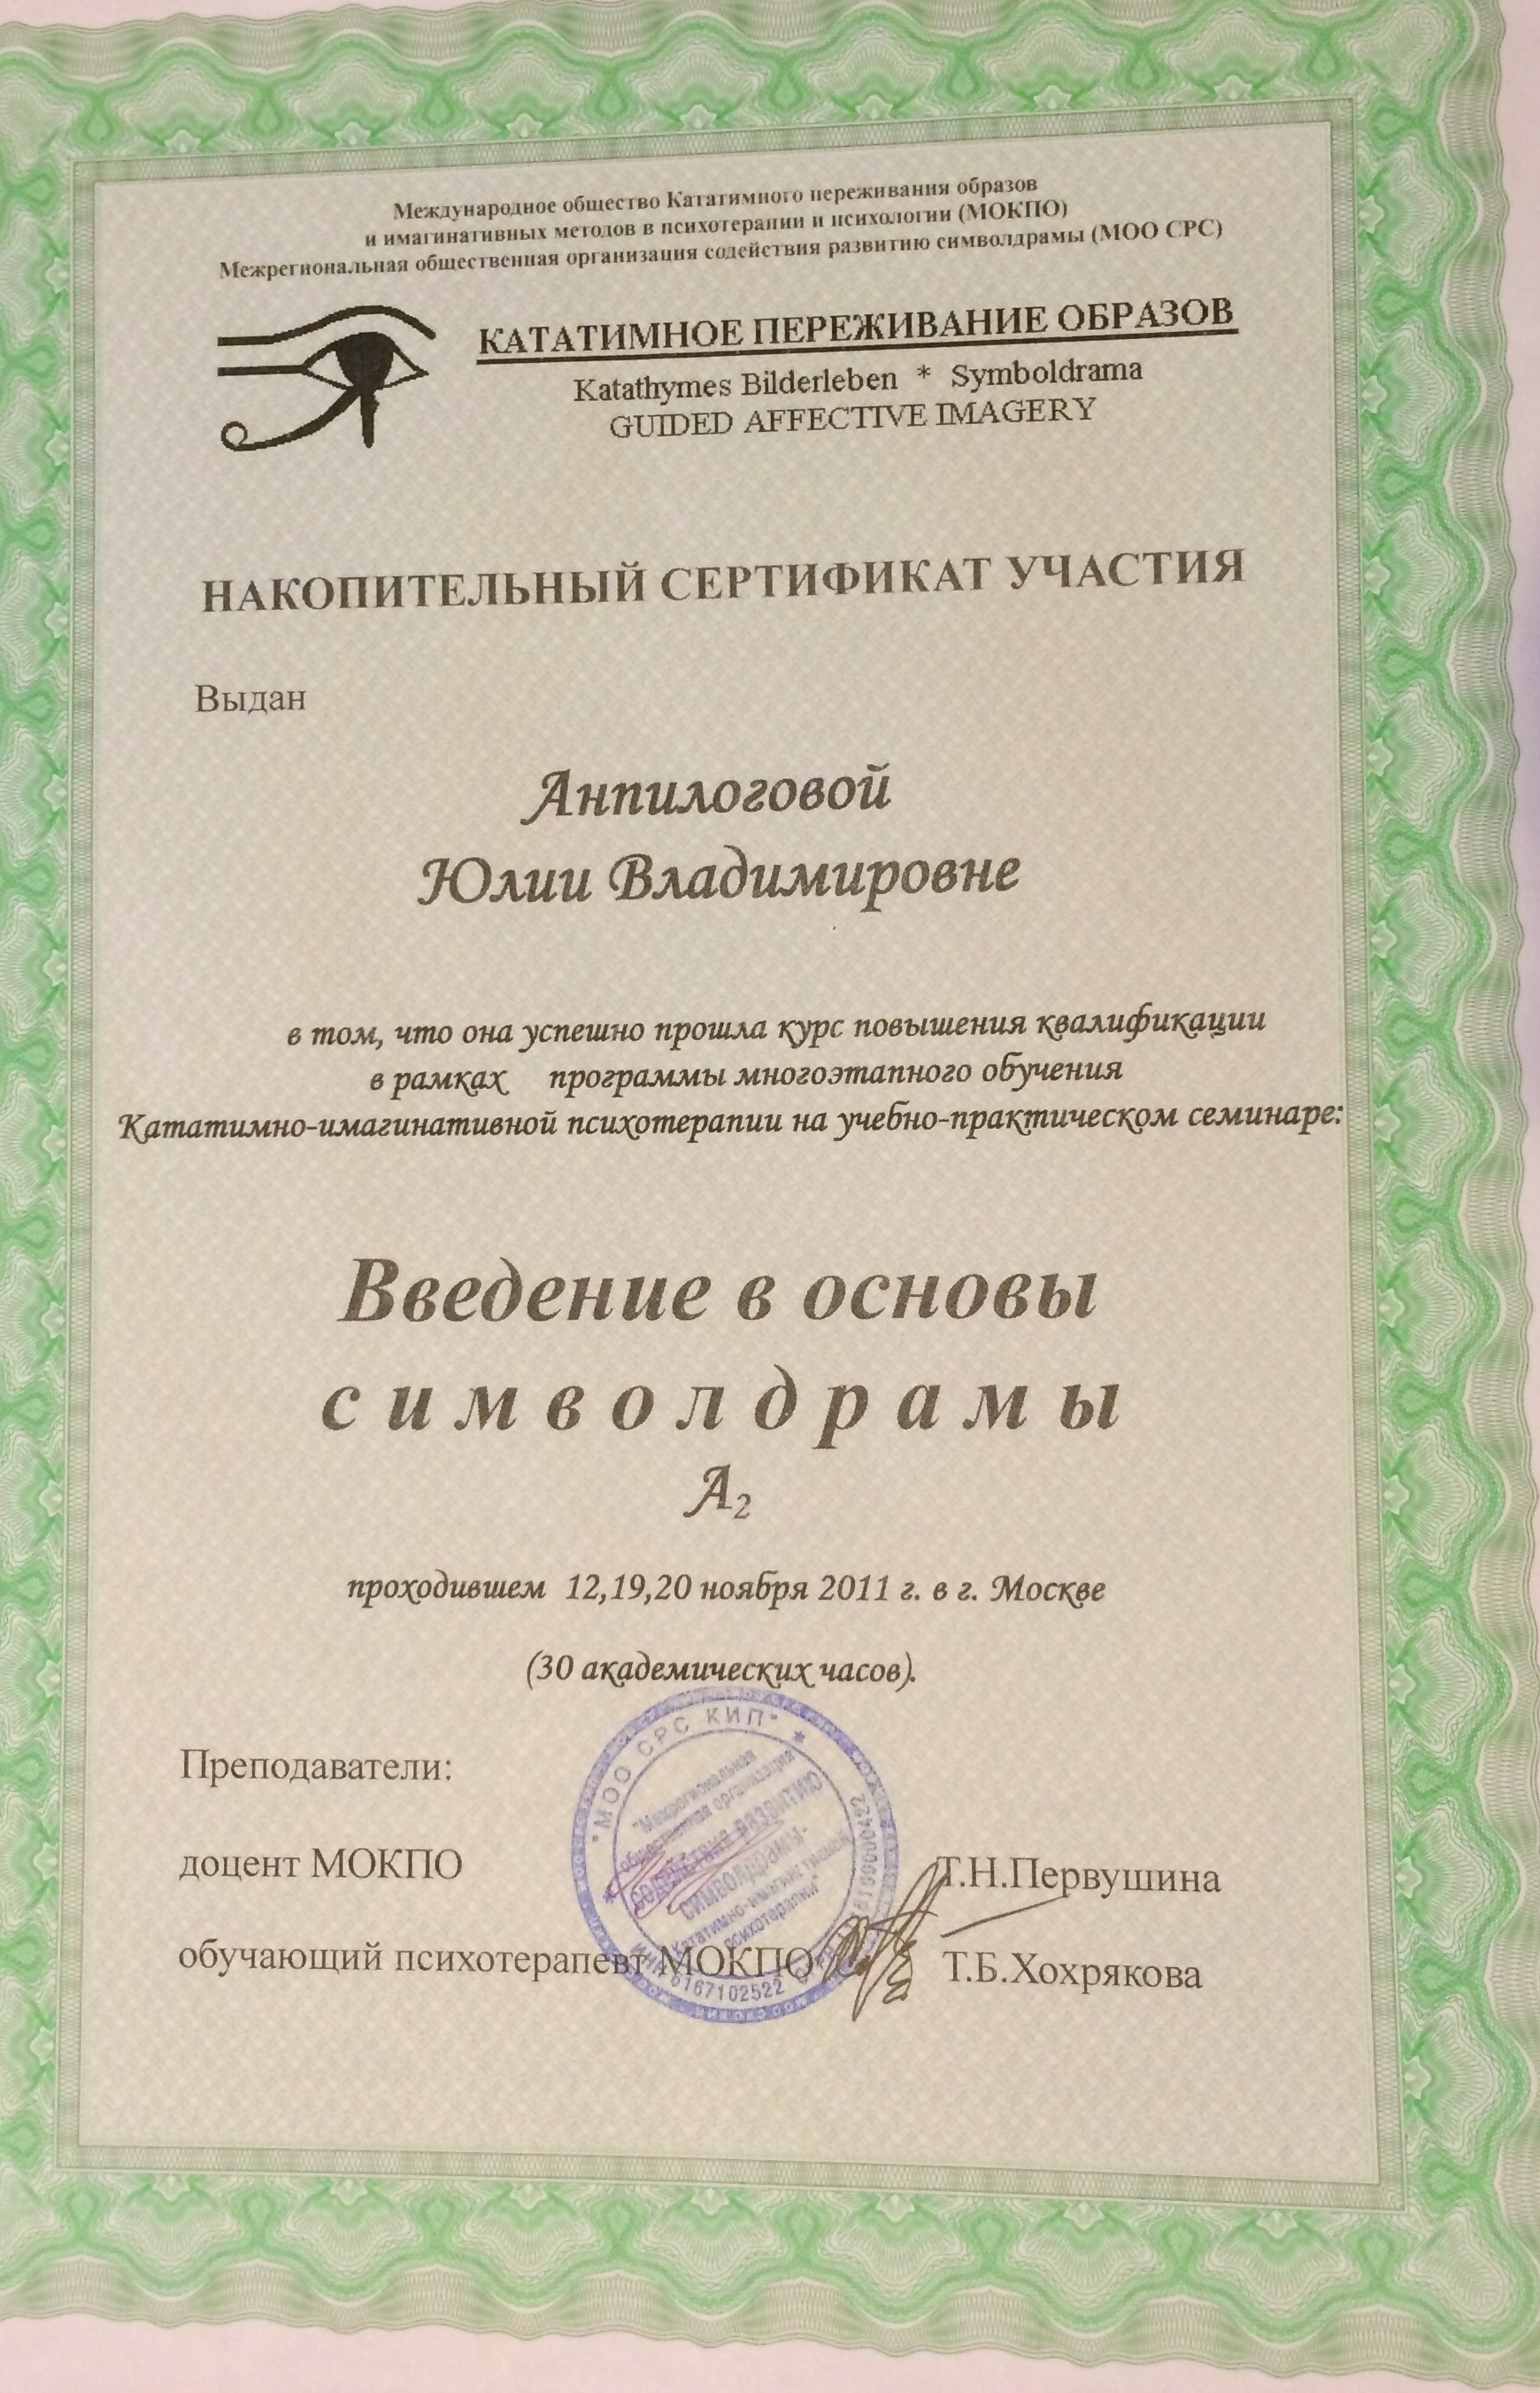 Международное общество Кататимного переживания образов
и имагинативных методов в психотерапии и психологии (МОКПО)
Межрегиональная общественная организация содействия развитию символдрамы (МОО СРС)
КАТАТИМНОЕ ПЕРЕЖИВАНИЕ ОБРАЗОВ
Katathymes Bilderleben * Symboldrama
GUIDED AFFECTIVE IMAGERY
НАКОПИТЕЛЬНЫЙ СЕРТИФИКАТ УЧАСТИЯ
Выдан
Анпилоговой
Юлии Владимировне
в том, что она успешно прошла курс повышения квалификации
в рамках программы многоэтапного обучения
Кататимно-имагинативной психотерапии на учебно-практическом семинаре:
Введение в основы
символдрамы
А₂
проходившем 12,19,20 ноября 2011 г. в г. Москве
(30 академических часов).
Преподаватели:
"МОО СРС КИП" *
"Межрегиональная
общественная организация
содействия развитию
символдрамы-
кататимно-имагинативной
психотерапии"
ИНН 6167102522
доцент МОКПО Т.Н.Первушина
обучающий психотерапевт МОКПО Т.Б.Хохрякова